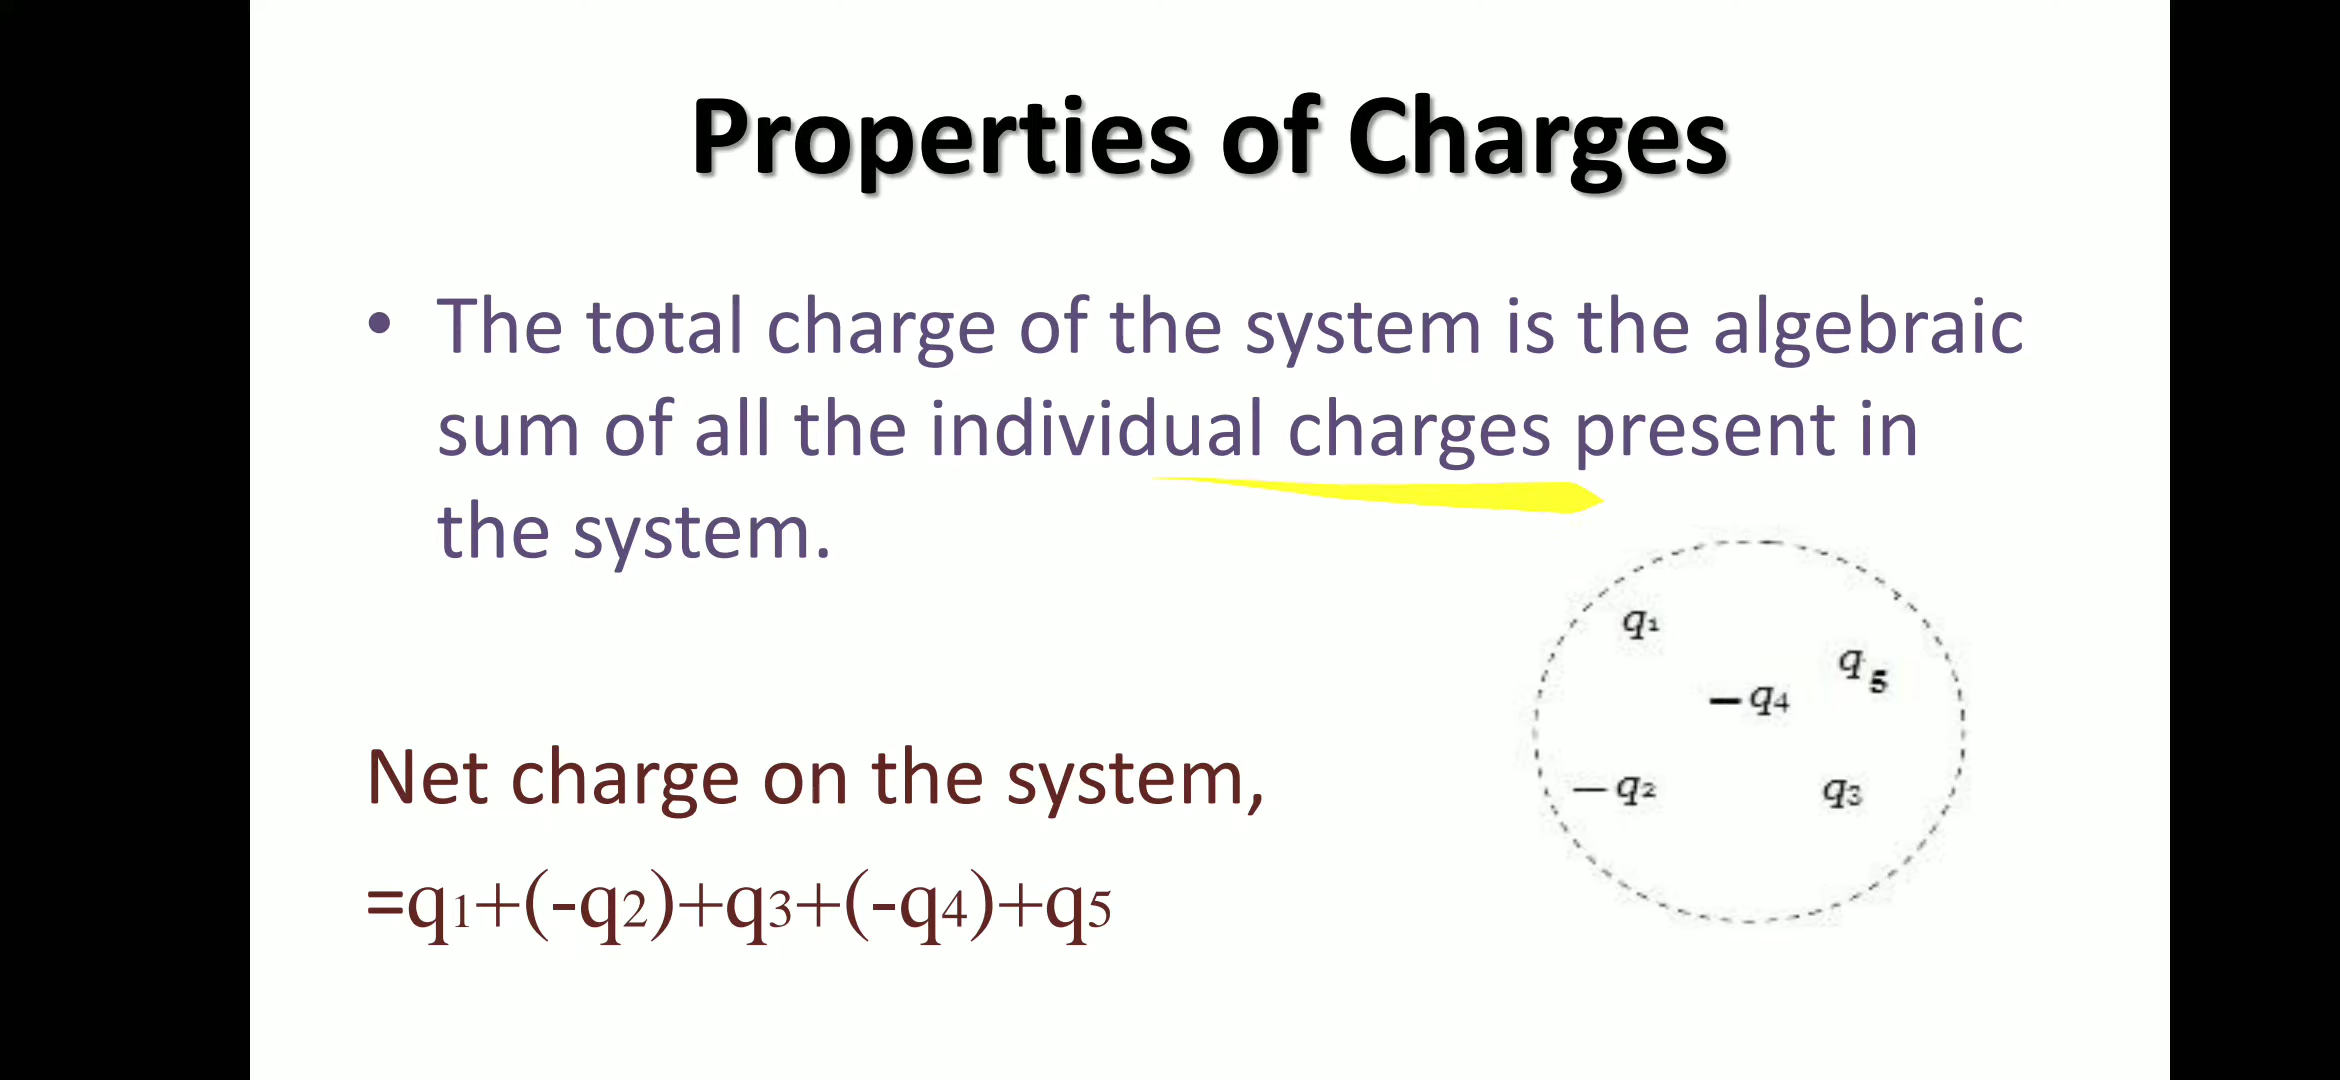 Properties of Charges
• The total charge of the system is the algebraic
sum of all the individual charges present in
the system.
q₁
q₅
−q₄
−q₂
q₃
Net charge on the system,
=q₁+(-q₂)+q₃+(-q₄)+q₅